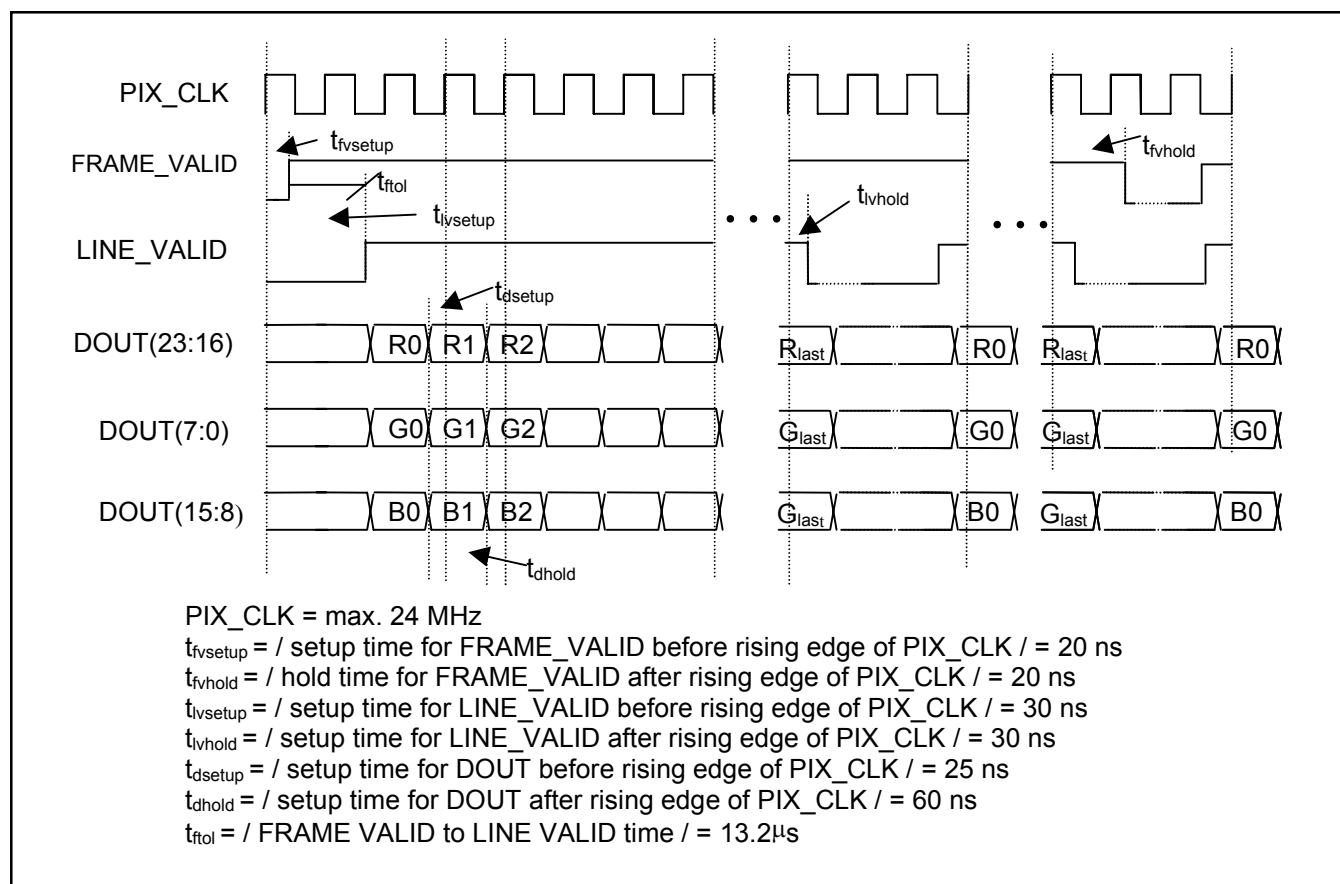 PIX_CLK
FRAME_VALID
tfvsetup
tftol
tlvsetup
tlvhold
tfvhold
• • •
• • •
LINE_VALID
tdsetup
DOUT(23:16) R0 R1 R2 Rlast R0 Rlast R0
DOUT(7:0) G0 G1 G2 Glast G0 Glast G0
DOUT(15:8) B0 B1 B2 Glast B0 Glast B0
tdhold
PIX_CLK = max. 24 MHz
tfvsetup = / setup time for FRAME_VALID before rising edge of PIX_CLK / = 20 ns
tfvhold = / hold time for FRAME_VALID after rising edge of PIX_CLK / = 20 ns
tlvsetup = / setup time for LINE_VALID before rising edge of PIX_CLK / = 30 ns
tlvhold = / setup time for LINE_VALID after rising edge of PIX_CLK / = 30 ns
tdsetup = / setup time for DOUT before rising edge of PIX_CLK / = 25 ns
tdhold = / setup time for DOUT after rising edge of PIX_CLK / = 60 ns
tftol = / FRAME VALID to LINE VALID time / = 13.2μs